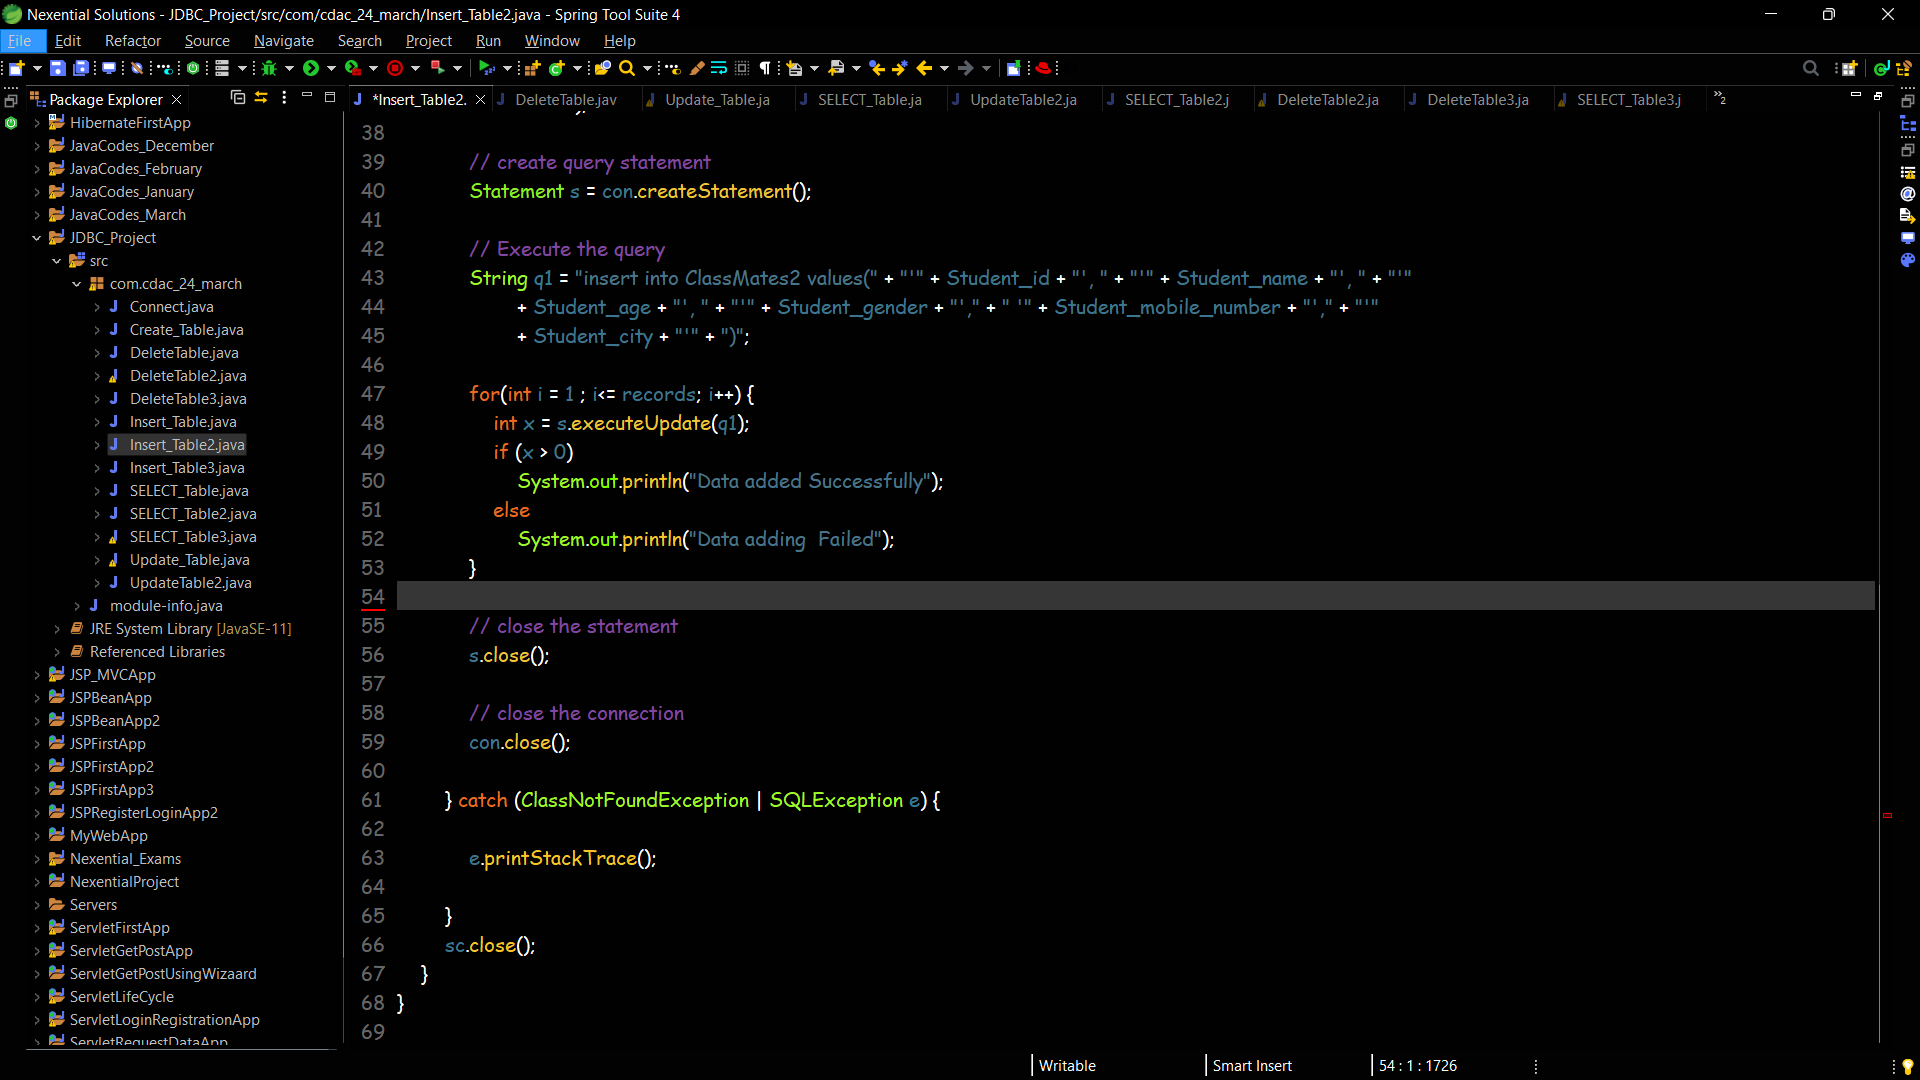 Nexential Solutions - JDBC_Project/src/com/cdac_24_march/Insert_Table2.java - Spring Tool Suite 4
File Edit Refactor Source Navigate Search Project Run Window Help
Package Explorer
HibernateFirstApp
JavaCodes_December
JavaCodes_February
JavaCodes_January
JavaCodes_March
JDBC_Project
src
com.cdac_24_march
Connect.java
Create_Table.java
DeleteTable.java
DeleteTable2.java
DeleteTable3.java
Insert_Table.java
Insert_Table2.java
Insert_Table3.java
SELECT_Table.java
SELECT_Table2.java
SELECT_Table3.java
Update_Table.java
UpdateTable2.java
module-info.java
JRE System Library [JavaSE-11]
Referenced Libraries
JSP_MVCApp
JSPBeanApp
JSPBeanApp2
JSPFirstApp
JSPFirstApp2
JSPFirstApp3
JSPRegisterLoginApp2
MyWebApp
Nexential_Exams
NexentialProject
Servers
ServletFirstApp
ServletGetPostApp
ServletGetPostUsingWizaard
ServletLifeCycle
ServletLoginRegistrationApp
ServletRequestDataApp
*Insert_Table2. DeleteTable.jav Update_Table.ja SELECT_Table.ja UpdateTable2.ja SELECT_Table2.j DeleteTable2.ja DeleteTable3.ja SELECT_Table3.j »2
38
39 // create query statement
40 Statement s = con.createStatement();
41
42 // Execute the query
43 String q1 = "insert into ClassMates2 values(" + "'" + Student_id + "'," + "'" + Student_name + "', " + "'"
44 + Student_age + "', " + "'" + Student_gender + "'," + " '" + Student_mobile_number + "'," + "'"
45 + Student_city + "'" + ")";
46
47 for(int i = 1 ; i<= records; i++) {
48 int x = s.executeUpdate(q1);
49 if (x > 0)
50 System.out.println("Data added Successfully");
51 else
52 System.out.println("Data adding  Failed");
53 }
54
55 // close the statement
56 s.close();
57
58 // close the connection
59 con.close();
60
61 } catch (ClassNotFoundException | SQLException e) {
62
63 e.printStackTrace();
64
65 }
66 sc.close();
67 }
68 }
69
Writable Smart Insert 54 : 1 : 1726